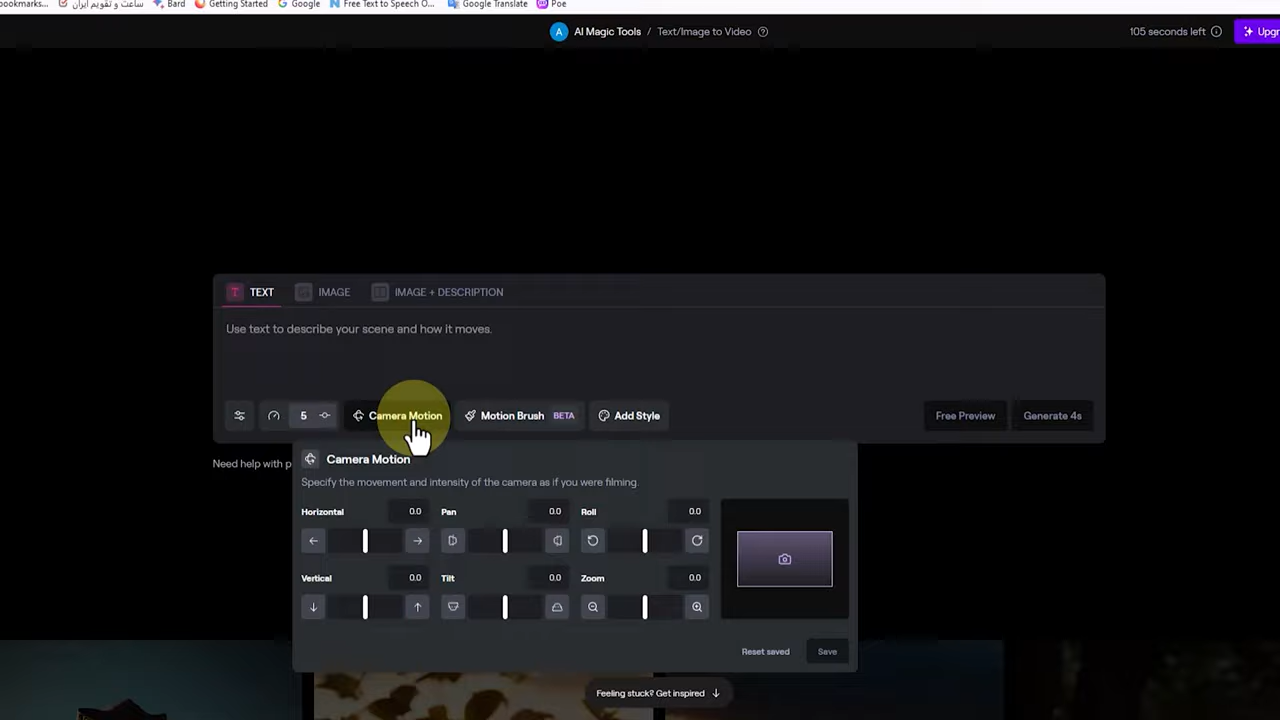 bookmarks... ساعت و تقویم ایران Bard Getting Started Google Free Text to Speech O... Google Translate Poe
A AI Magic Tools / Text/Image to Video 105 seconds left Upgr
T TEXT IMAGE IMAGE + DESCRIPTION
Use text to describe your scene and how it moves.
5 Camera Motion Motion Brush BETA Add Style Free Preview Generate 4s
Need help with p
Camera Motion
Specify the movement and intensity of the camera as if you were filming.
Horizontal 0.0 Pan 0.0 Roll 0.0
Vertical 0.0 Tilt 0.0 Zoom 0.0
Reset saved Save
Feeling stuck? Get inspired